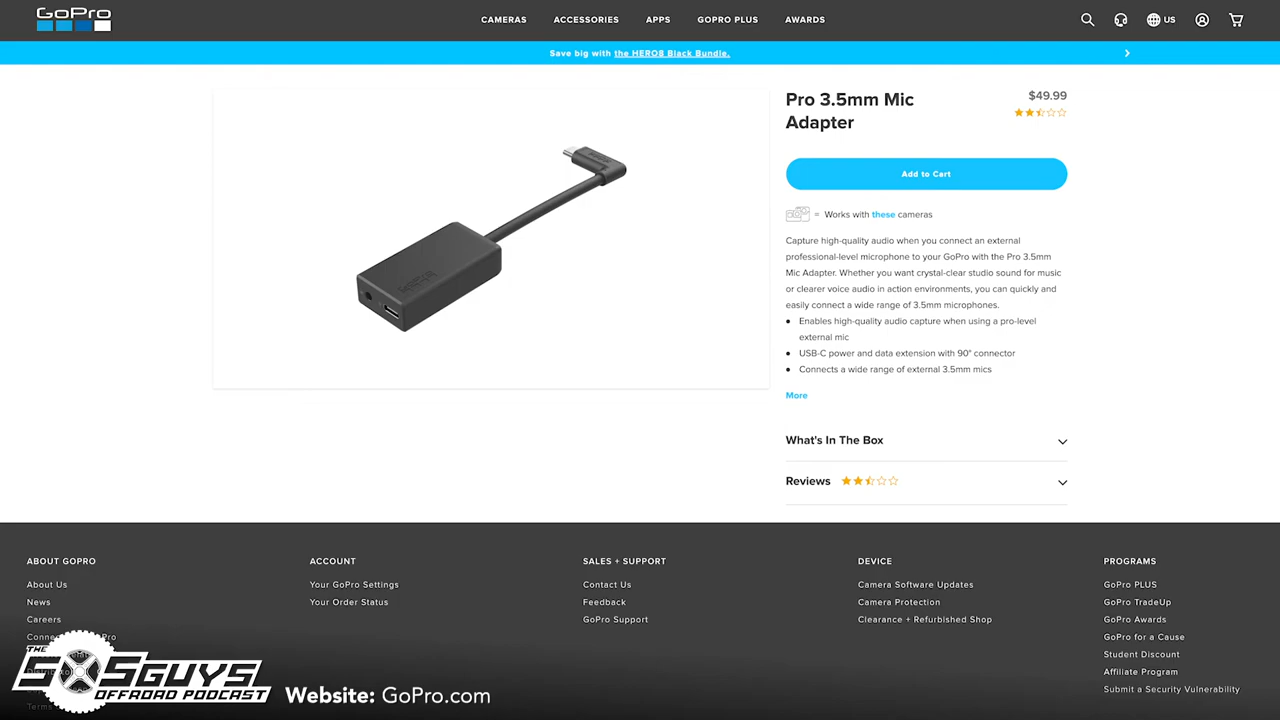 GoPro
CAMERAS
ACCESSORIES
APPS
GOPRO PLUS
AWARDS
US
Save big with the HERO8 Black Bundle.
Pro 3.5mm Mic
Adapter
$49.99
Add to Cart
= Works with these cameras
Capture high-quality audio when you connect an external
professional-level microphone to your GoPro with the Pro 3.5mm
Mic Adapter. Whether you want crystal-clear studio sound for music
or clearer voice audio in action environments, you can quickly and
easily connect a wide range of 3.5mm microphones.
Enables high-quality audio capture when using a pro-level
external mic
USB-C power and data extension with 90° connector
Connects a wide range of external 3.5mm mics
More
What's In The Box
Reviews
GoPro
ABOUT GOPRO
About Us
News
Careers
ACCOUNT
Your GoPro Settings
Your Order Status
SALES + SUPPORT
Contact Us
Feedback
GoPro Support
DEVICE
Camera Software Updates
Camera Protection
Clearance + Refurbished Shop
PROGRAMS
GoPro PLUS
GoPro TradeUp
GoPro Awards
GoPro for a Cause
Student Discount
Affiliate Program
Submit a Security Vulnerability
THE
SXSGUYS
OFFROAD PODCAST
Website: GoPro.com